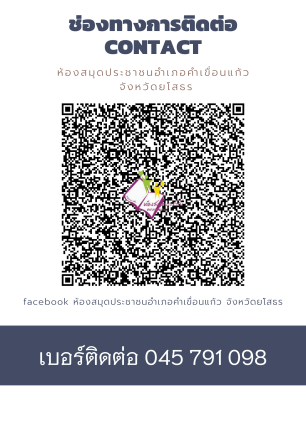 ช่องทางการติดต่อ
CONTACT
ห้องสมุดประชาชนอำเภอคำเขื่อนแก้ว
จังหวัดยโสธร
facebook ห้องสมุดประชาชนอำเภอคำเขื่อนแก้ว จังหวัดยโสธร
เบอร์ติดต่อ 045 791 098